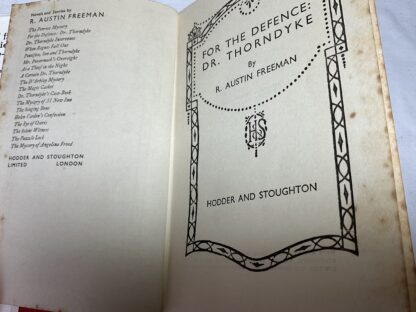 Novels and Stories by
R. AUSTIN FREEMAN
The Penrose Mystery
For the Defence: Dr. Thorndyke
Dr. Thorndyke Intervenes
When Rogues Fall Out
Pontifex, Son and Thorndyke
Mr. Pottermack's Oversight
As a Thief in the Night
A Certain Dr. Thorndyke
The D'Arblay Mystery
The Magic Casket
Dr. Thorndyke's Case-Book
The Mystery of 31 New Inn
The Singing Bone
Helen Vardon's Confession
The Eye of Osiris
The Silent Witness
The Puzzle Lock
The Mystery of Angelina Frood
HODDER AND STOUGHTON
LIMITED LONDON
FOR THE DEFENCE:
DR. THORNDYKE
By
R. AUSTIN FREEMAN
HODDER AND STOUGHTON